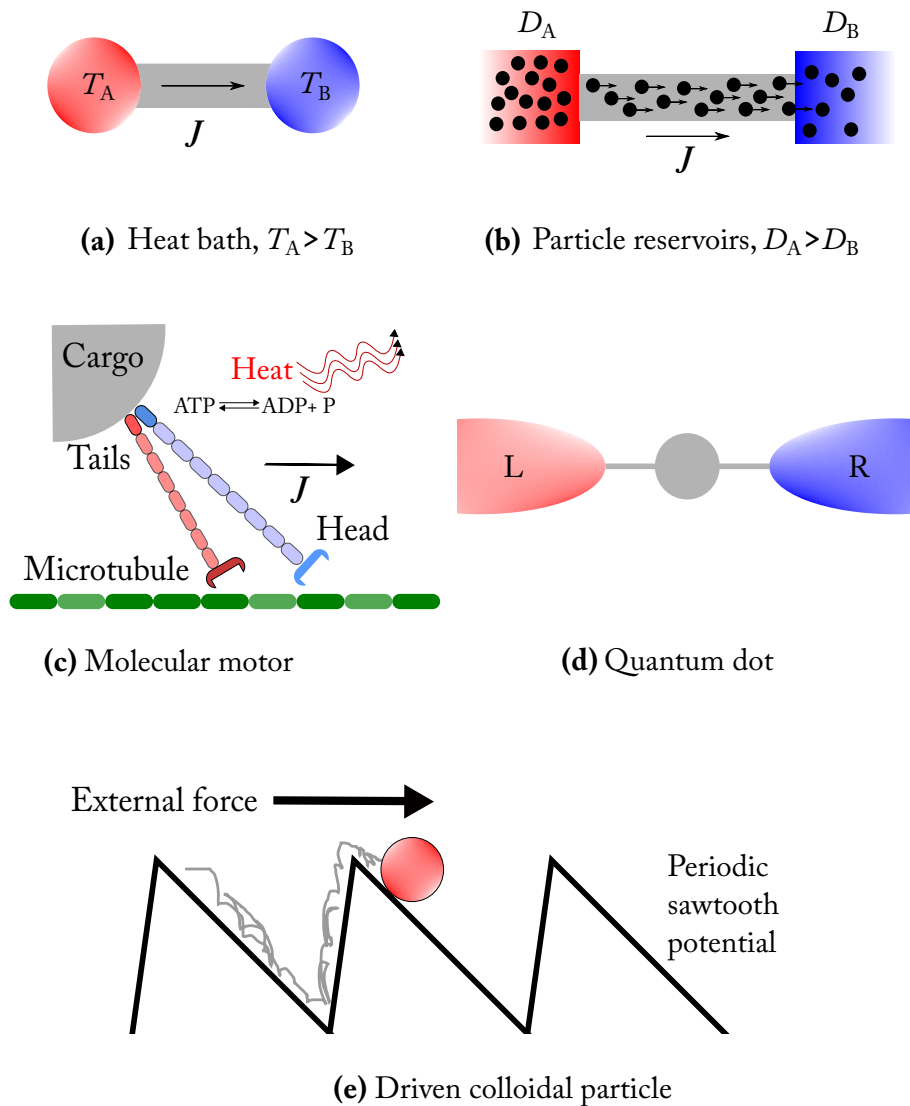 T_A
T_B
J
(a) Heat bath, T_A > T_B
D_A
D_B
J
(b) Particle reservoirs, D_A > D_B
Cargo
Heat
ATP ⇌ ADP+ P
Tails
J
Head
Microtubule
(c) Molecular motor
L
R
(d) Quantum dot
External force
Periodic
sawtooth
potential
(e) Driven colloidal particle